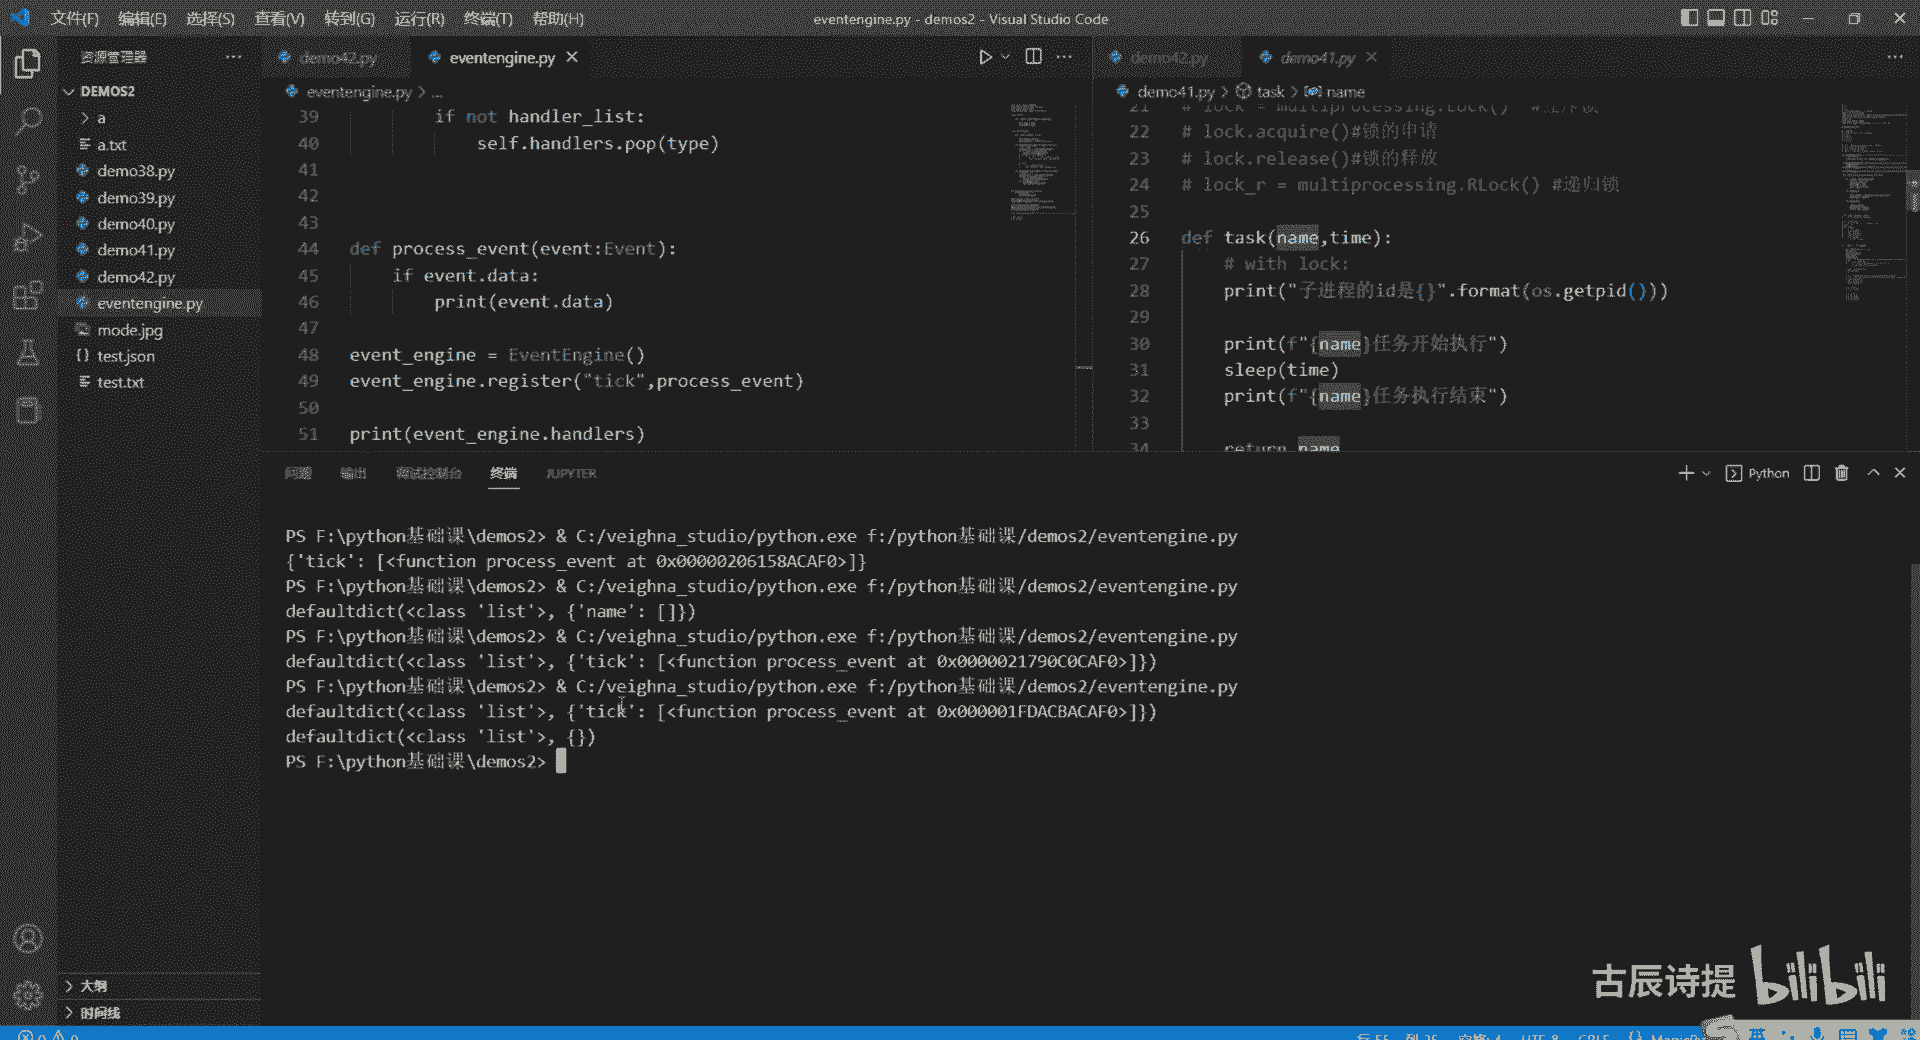 文件(F) 编辑(E) 选择(S) 查看(V) 转到(G) 运行(R) 终端(T) 帮助(H)
eventengine.py - demos2 - Visual Studio Code
资源管理器
DEMOS2
a
a.txt
demo38.py
demo39.py
demo40.py
demo41.py
demo42.py
eventengine.py
mode.jpg
test.json
test.txt
大纲
时间线
demo42.py
eventengine.py
eventengine.py > ...
39 if not handler_list:
40 self.handlers.pop(type)
41
42
43
44 def process_event(event:Event):
45 if event.data:
46 print(event.data)
47
48 event_engine = EventEngine()
49 event_engine.register("tick",process_event)
50
51 print(event_engine.handlers)
demo42.py
demo41.py
demo41.py > task > name
21 # lock = multiprocessing.Lock()
22 # lock.acquire()#锁的申请
23 # lock.release()#锁的释放
24 # lock_r = multiprocessing.RLock() #递归锁
25
26 def task(name,time):
27 # with lock:
28 print("子进程的id是{}".format(os.getpid()))
29
30 print(f"{name}任务开始执行")
31 sleep(time)
32 print(f"{name}任务执行结束")
33
34 return name
问题 输出 调试控制台 终端 JUPYTER
Python
PS F:\python基础课\demos2> & C:/veighna_studio/python.exe f:/python基础课/demos2/eventengine.py
{'tick': [<function process_event at 0x00000206158ACAF0>]}
PS F:\python基础课\demos2> & C:/veighna_studio/python.exe f:/python基础课/demos2/eventengine.py
defaultdict(<class 'list'>, {'name': []})
PS F:\python基础课\demos2> & C:/veighna_studio/python.exe f:/python基础课/demos2/eventengine.py
defaultdict(<class 'list'>, {'tick': [<function process_event at 0x0000021790C0CAF0>]})
PS F:\python基础课\demos2> & C:/veighna_studio/python.exe f:/python基础课/demos2/eventengine.py
defaultdict(<class 'list'>, {'tick': [<function process_event at 0x000001FDACBACAF0>]})
defaultdict(<class 'list'>, {})
PS F:\python基础课\demos2>
古辰诗提 bilibili